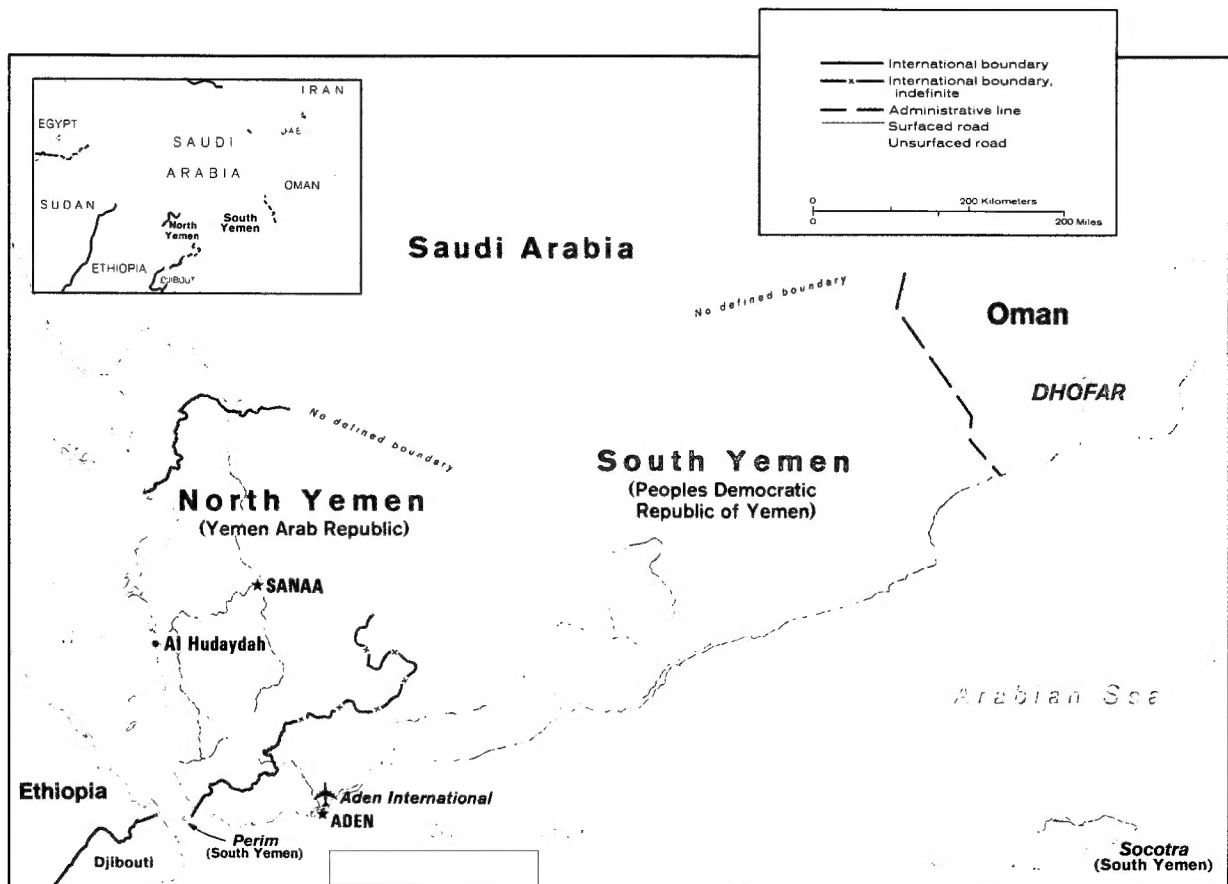 International boundary
International boundary,
indefinite
Administrative line
Surfaced road
Unsurfaced road
0 200 Kilometers
0 200 Miles
IRAN
EGYPT
UAE
SAUDI
ARABIA
OMAN
SUDAN
North
Yemen
South
Yemen
ETHIOPIA
DJIBOUTI
Saudi Arabia
No defined boundary
Oman
DHOFAR
No defined boundary
South Yemen
(Peoples Democratic
Republic of Yemen)
North Yemen
(Yemen Arab Republic)
SANAA
Al Hudaydah
Arabian Sea
Ethiopia
Aden International
ADEN
Perim
(South Yemen)
Djibouti
Socotra
(South Yemen)